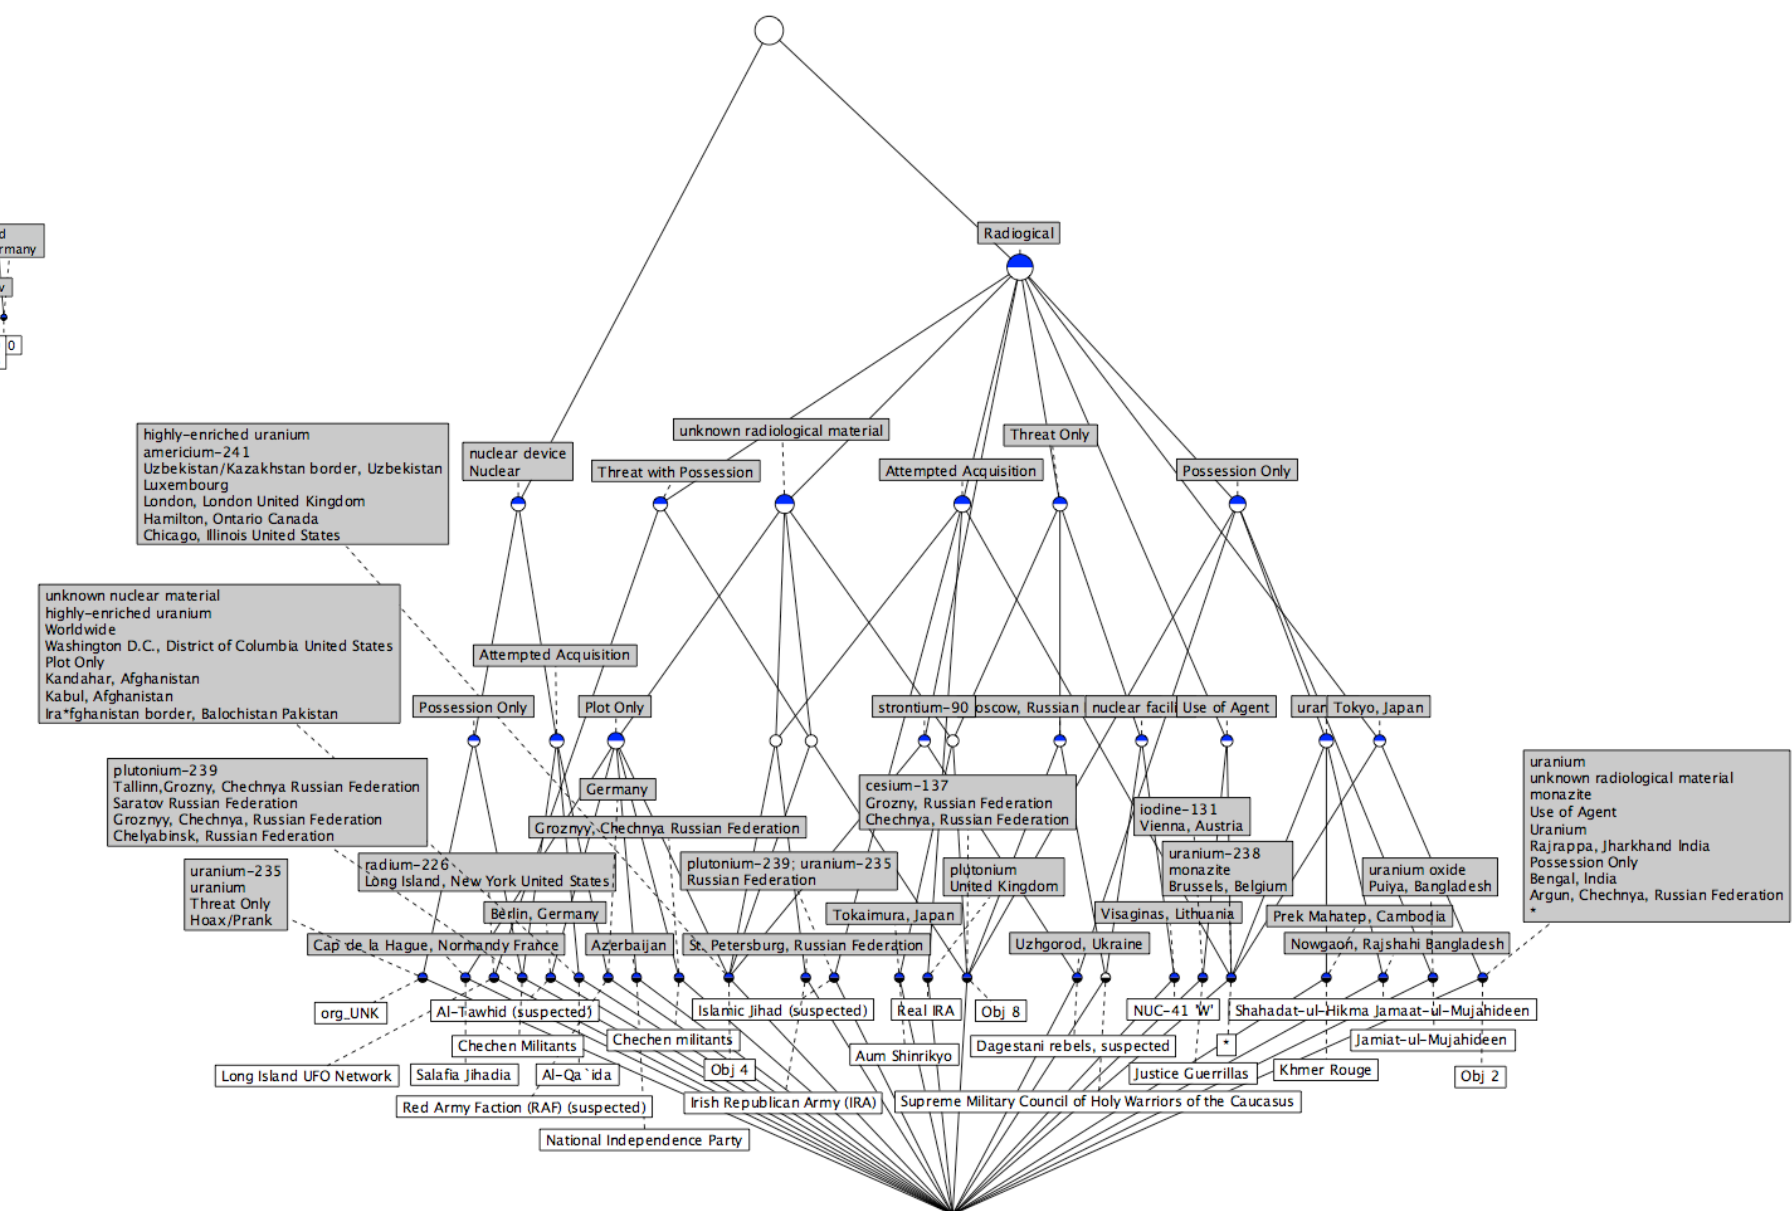 Radiogical
d
rmany
v
0
unknown radiological material
Threat Only
highly-enriched uranium
americium-241
Uzbekistan/Kazakhstan border, Uzbekistan
Luxembourg
London, London United Kingdom
Hamilton, Ontario Canada
Chicago, Illinois United States
nuclear device
Nuclear
Threat with Possession
Attempted Acquisition
Possession Only
unknown nuclear material
highly-enriched uranium
Worldwide
Washington D.C., District of Columbia United States
Plot Only
Kandahar, Afghanistan
Kabul, Afghanistan
Ira*fghanistan border, Balochistan Pakistan
Attempted Acquisition
Possession Only
Plot Only
strontium-90
oscow, Russian
nuclear facili
Use of Agent
uran
Tokyo, Japan
plutonium-239
Tallinn,Grozny, Chechnya Russian Federation
Saratov Russian Federation
Groznyy, Chechnya, Russian Federation
Chelyabinsk, Russian Federation
Germany
Groznyy, Chechnya Russian Federation
cesium-137
Grozny, Russian Federation
Chechnya, Russian Federation
iodine-131
Vienna, Austria
uranium
unknown radiological material
monazite
Use of Agent
Uranium
Rajrappa, Jharkhand India
Possession Only
Bengal, India
Argun, Chechnya, Russian Federation
*
uranium-235
uranium
Threat Only
Hoax/Prank
radium-226
Long Island, New York United States
plutonium-239; uranium-235
Russian Federation
plutonium
United Kingdom
uranium-238
monazite
Brussels, Belgium
uranium oxide
Puiya, Bangladesh
Berlin, Germany
Tokaimura, Japan
Visaginas, Lithuania
Prek Mahatep, Cambodia
Cap de la Hague, Normandy France
Azerbaijan
St. Petersburg, Russian Federation
Uzhgorod, Ukraine
Nowgaon, Rajshahi Bangladesh
org_UNK
Al-Tawhid (suspected)
Islamic Jihad (suspected)
Real IRA
Obj 8
NUC-41 'W'
Shahadat-ul-Hikma
Jamaat-ul-Mujahideen
Chechen Militants
Chechen militants
Aum Shinrikyo
Dagestani rebels, suspected
*
Jamiat-ul-Mujahideen
Long Island UFO Network
Salafia Jihadia
Al-Qa`ida
Obj 4
Justice Guerrillas
Khmer Rouge
Obj 2
Red Army Faction (RAF) (suspected)
Irish Republican Army (IRA)
Supreme Military Council of Holy Warriors of the Caucasus
National Independence Party